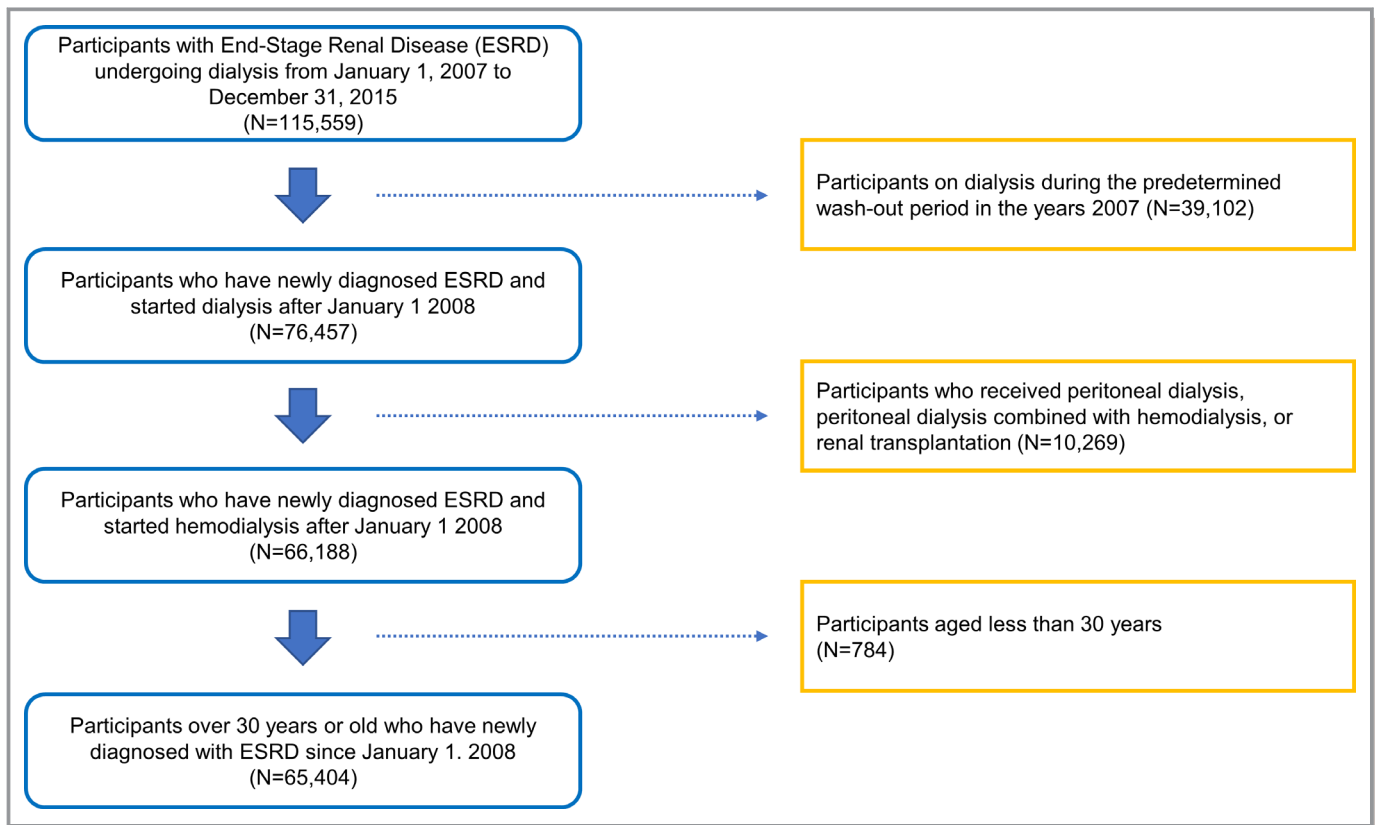 Participants with End-Stage Renal Disease (ESRD)
undergoing dialysis from January 1, 2007 to
December 31, 2015
(N=115,559)
Participants on dialysis during the predetermined
wash-out period in the years 2007 (N=39,102)
Participants who have newly diagnosed ESRD and
started dialysis after January 1 2008
(N=76,457)
Participants who received peritoneal dialysis,
peritoneal dialysis combined with hemodialysis, or
renal transplantation (N=10,269)
Participants who have newly diagnosed ESRD and
started hemodialysis after January 1 2008
(N=66,188)
Participants aged less than 30 years
(N=784)
Participants over 30 years or old who have newly
diagnosed with ESRD since January 1. 2008
(N=65,404)